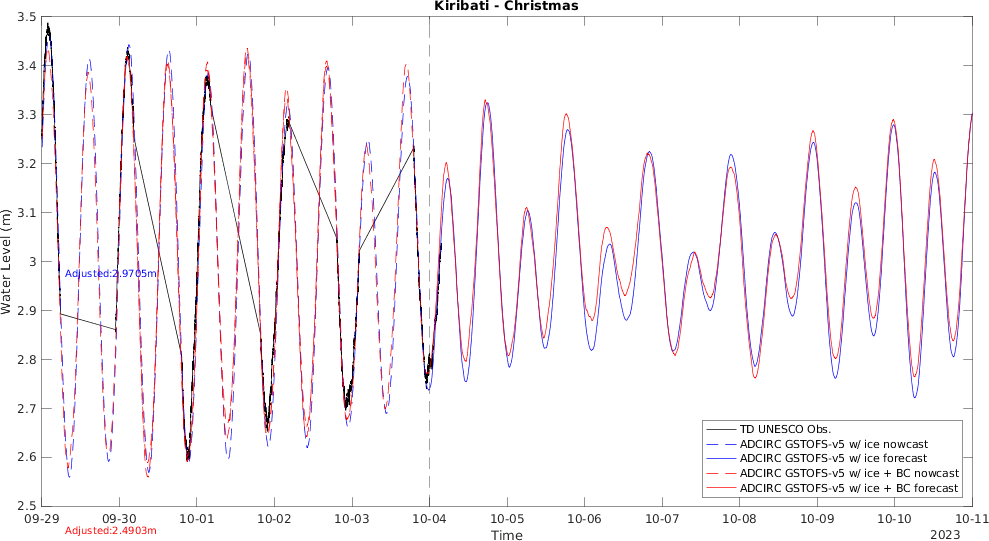 Kiribati - Christmas
3.5
3.4
3.3
3.2
3.1
3
2.9
2.8
2.7
2.6
2.5
Water Level (m)
Adjusted:2.9705m
Adjusted:2.4903m
TD UNESCO Obs.
ADCIRC GSTOFS-v5 w/ ice nowcast
ADCIRC GSTOFS-v5 w/ ice forecast
ADCIRC GSTOFS-v5 w/ ice + BC nowcast
ADCIRC GSTOFS-v5 w/ ice + BC forecast
09-29 09-30 10-01 10-02 10-03 10-04 10-05 10-06 10-07 10-08 10-09 10-10 10-11
Time
2023